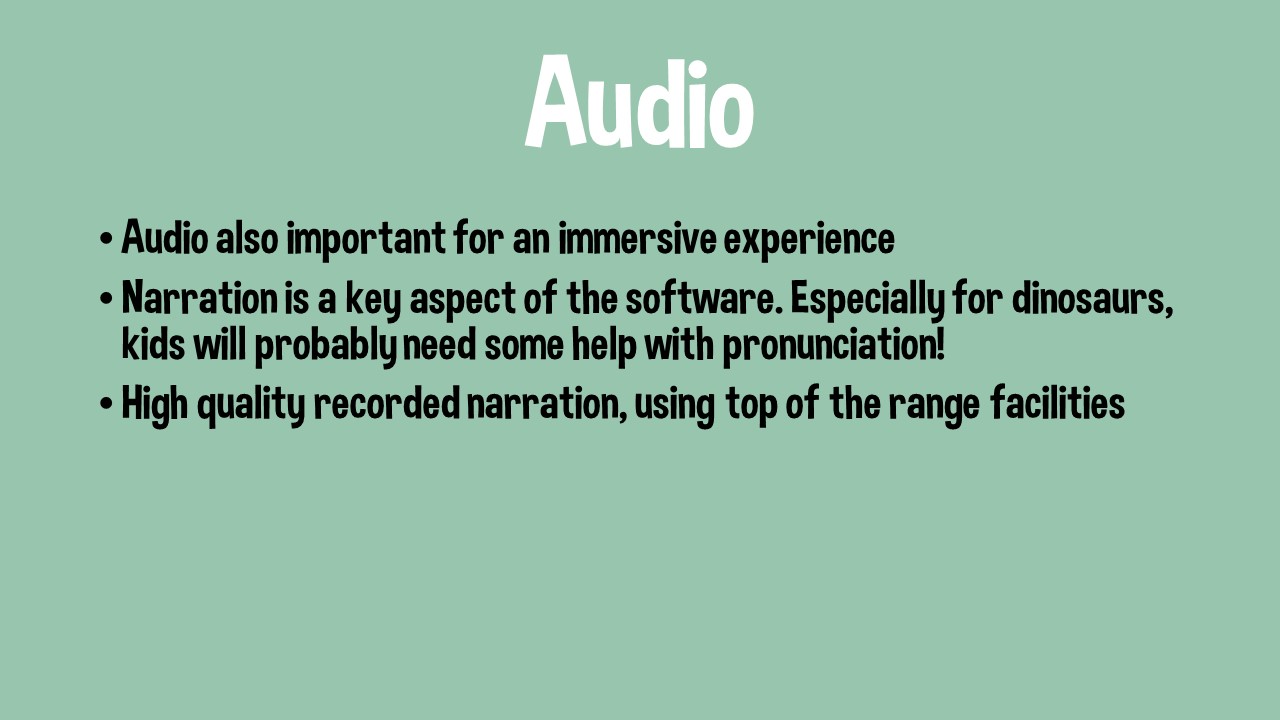 Audio
• Audio also important for an immersive experience
• Narration is a key aspect of the software. Especially for dinosaurs,
kids will probably need some help with pronunciation!
• High quality recorded narration, using top of the range facilities